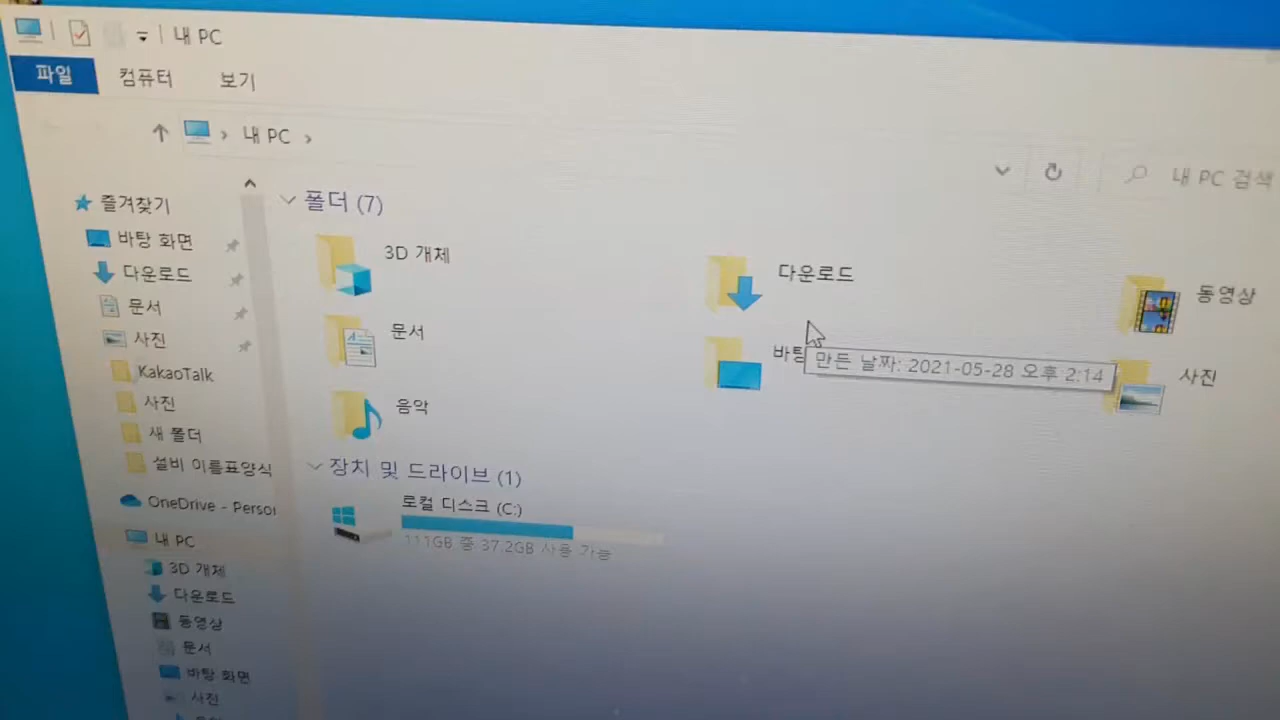 내 PC
파일 컴퓨터 보기
내 PC
내 PC 검색
즐겨찾기
바탕 화면
다운로드
문서
사진
KakaoTalk
사진
새 폴더
설비 이름표양식
OneDrive - Perso
내 PC
3D 개체
다운로드
동영상
문서
바탕 화면
사진
폴더 (7)
3D 개체
다운로드
동영상
문서
바탕
사진
만든 날짜: 2021-05-28 오후 2:14
음악
장치 및 드라이브 (1)
로컬 디스크 (C:)
111GB 중 37.2GB 사용 가능